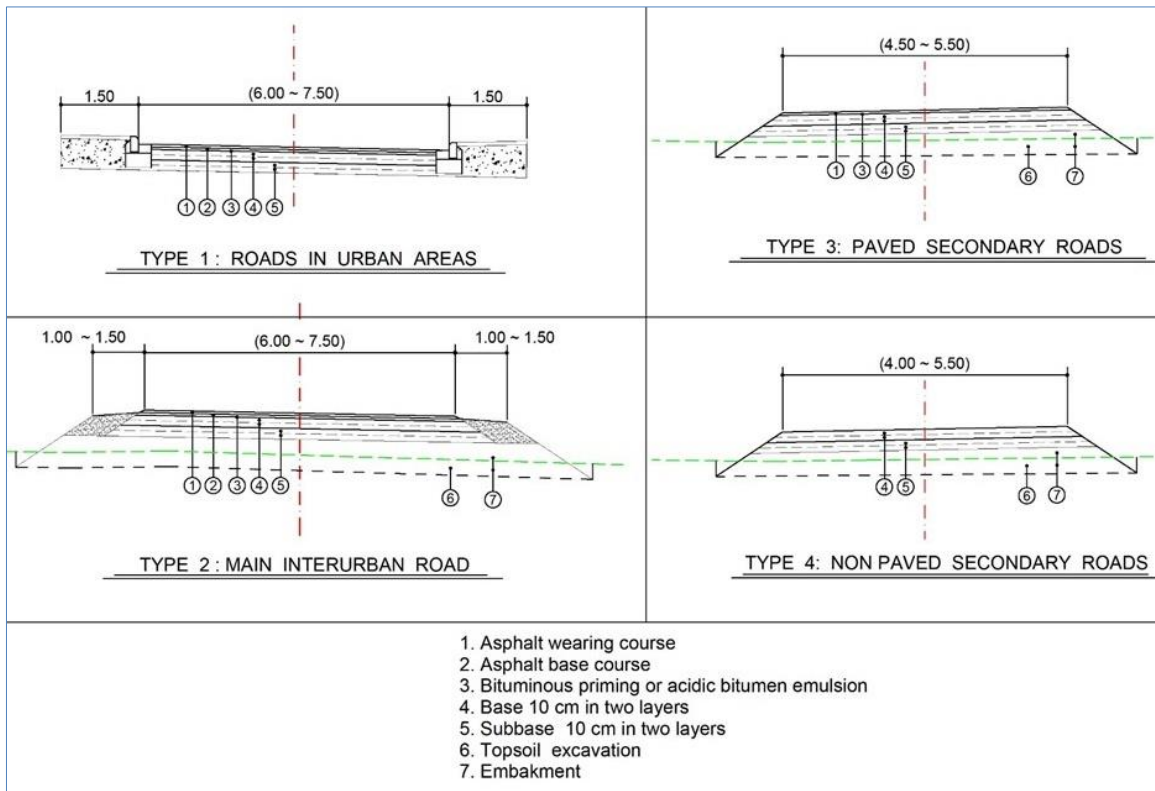 1.50
(6.00 ~ 7.50)
1.50
1
2
3
4
5
TYPE 1: ROADS IN URBAN AREAS
(4.50 ~ 5.50)
1
3
4
5
6
7
TYPE 3: PAVED SECONDARY ROADS
1.00 ~ 1.50
(6.00 ~ 7.50)
1.00 ~ 1.50
1
2
3
4
5
6
7
TYPE 2: MAIN INTERURBAN ROAD
(4.00 ~ 5.50)
4
5
6
7
TYPE 4: NON PAVED SECONDARY ROADS
1. Asphalt wearing course
2. Asphalt base course
3. Bituminous priming or acidic bitumen emulsion
4. Base 10 cm in two layers
5. Subbase 10 cm in two layers
6. Topsoil excavation
7. Embakment